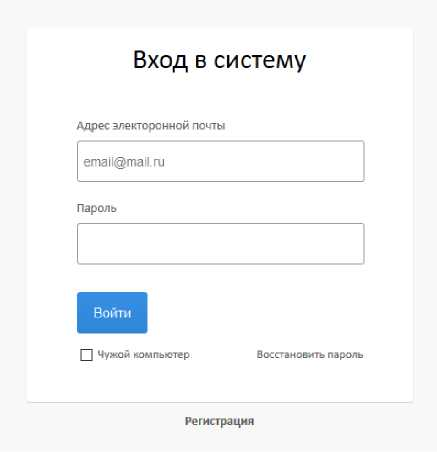 Вход в систему
Адрес электоронной почты
email@mail.ru
Пароль
Войти
Чужой компьютер
Восстановить пароль
Регистрация